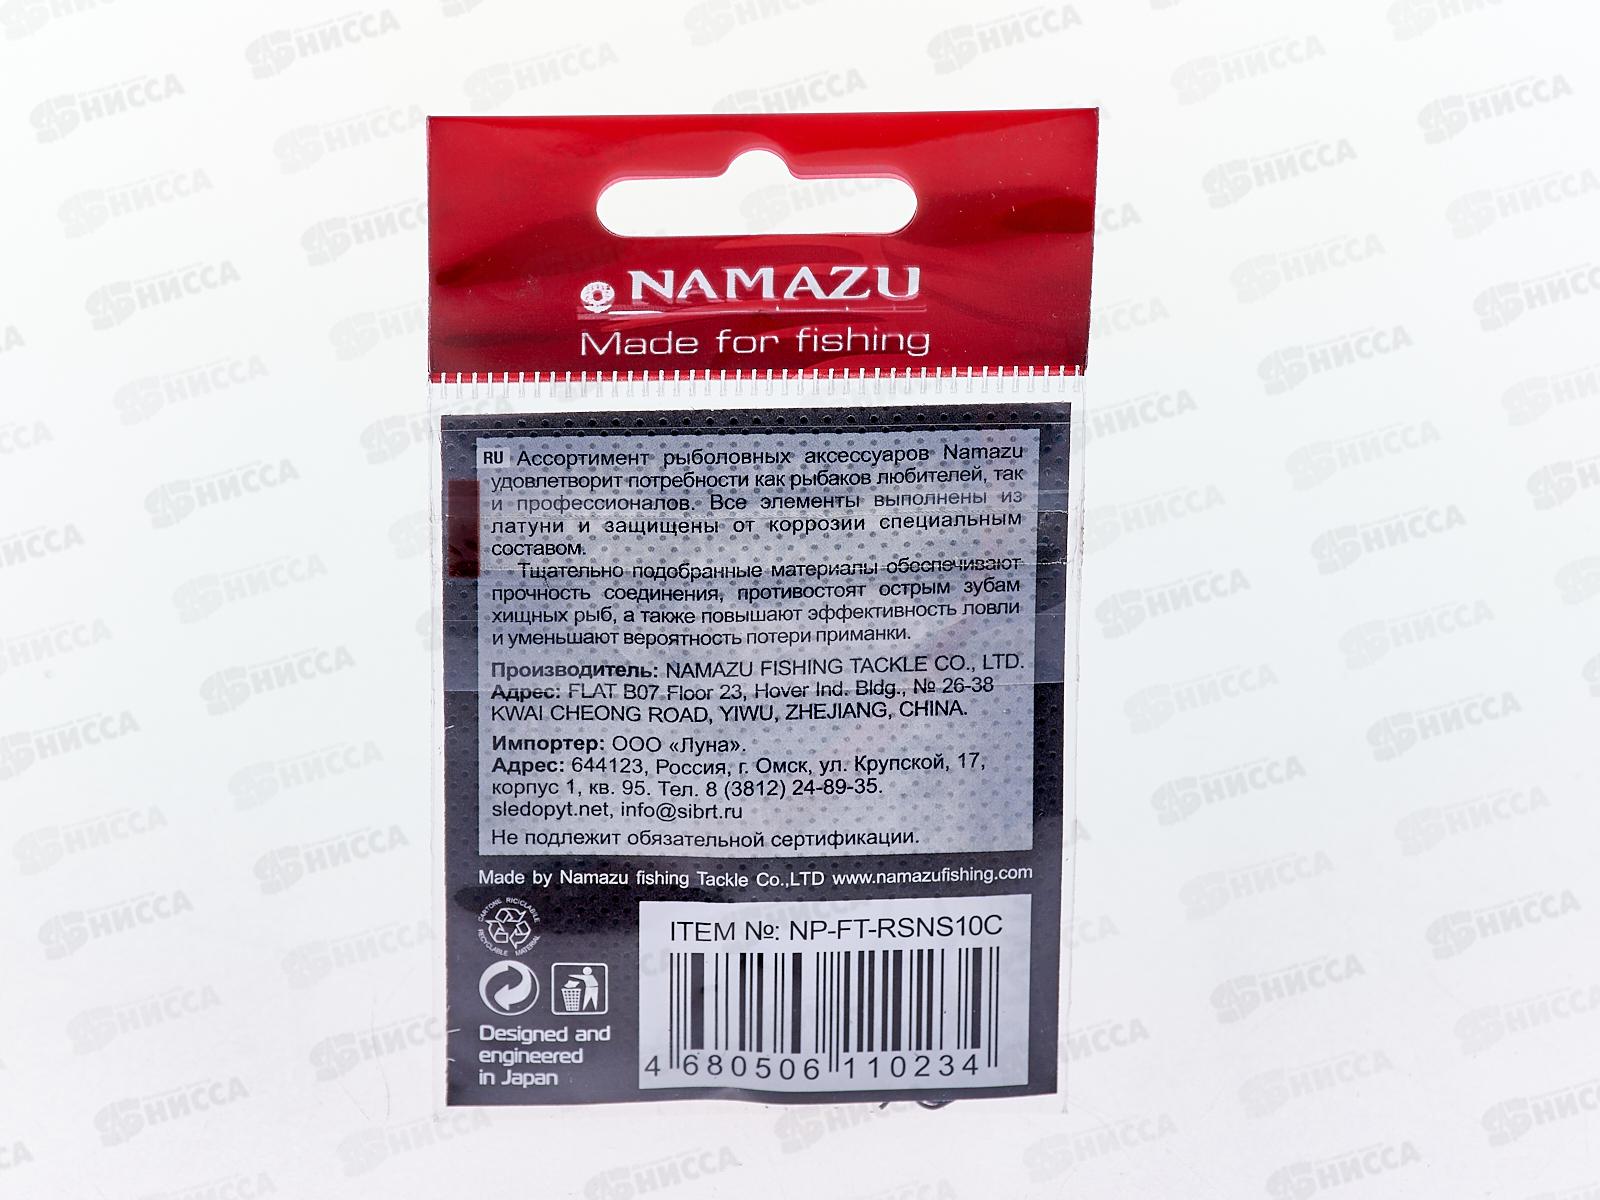 NAMAZU
Made for fishing
RU Ассортимент рыболовных аксессуаров Namazu
удовлетворит потребности как рыбаков любителей, так
и профессионалов. Все элементы выполнены из
латуни и защищены от коррозии специальным
составом.
Тщательно подобранные материалы обеспечивают
прочность соединения, противостоят острым зубам
хищных рыб, а также повышают эффективность ловли
и уменьшают вероятность потери приманки.
Производитель: NAMAZU FISHING TACKLE CO., LTD.
Адрес: FLAT B07 Floor 23, Hover Ind. Bldg., № 26-38
KWAI CHEONG ROAD, YIWU, ZHEJIANG, CHINA.
Импортер: ООО «Луна».
Адрес: 644123, Россия, г. Омск, ул. Крупской, 17,
корпус 1, кв. 95. Тел. 8 (3812) 24-89-35.
sledopyt.net, info@sibrt.ru
Не подлежит обязательной сертификации.
Made by Namazu fishing Tackle Co.,LTD www.namazufishing.com
CARTONE RICICLABILE
RECYCLABLE MATERIAL
Designed and
engineered
in Japan
ITEM №: NP-FT-RSNS10C
4 680506 110234
НИССА